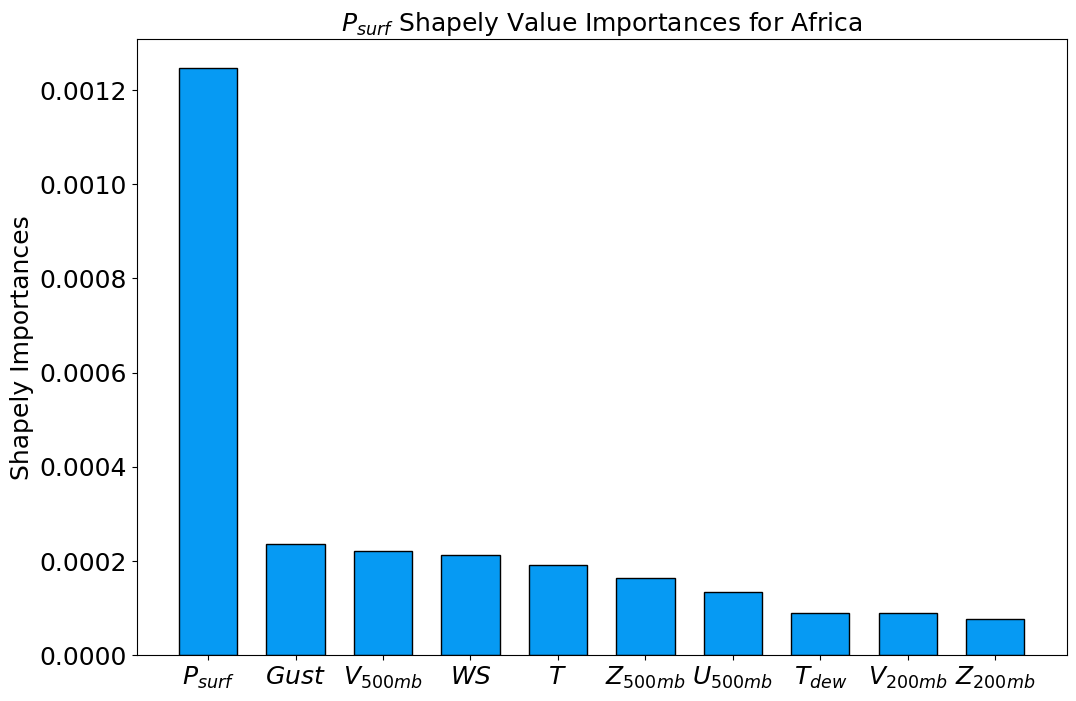 P_surf Shapely Value Importances for Africa
Shapely Importances
0.0012
0.0010
0.0008
0.0006
0.0004
0.0002
0.0000
P_surf Gust V_500mb WS T Z_500mb U_500mb T_dew V_200mb Z_200mb